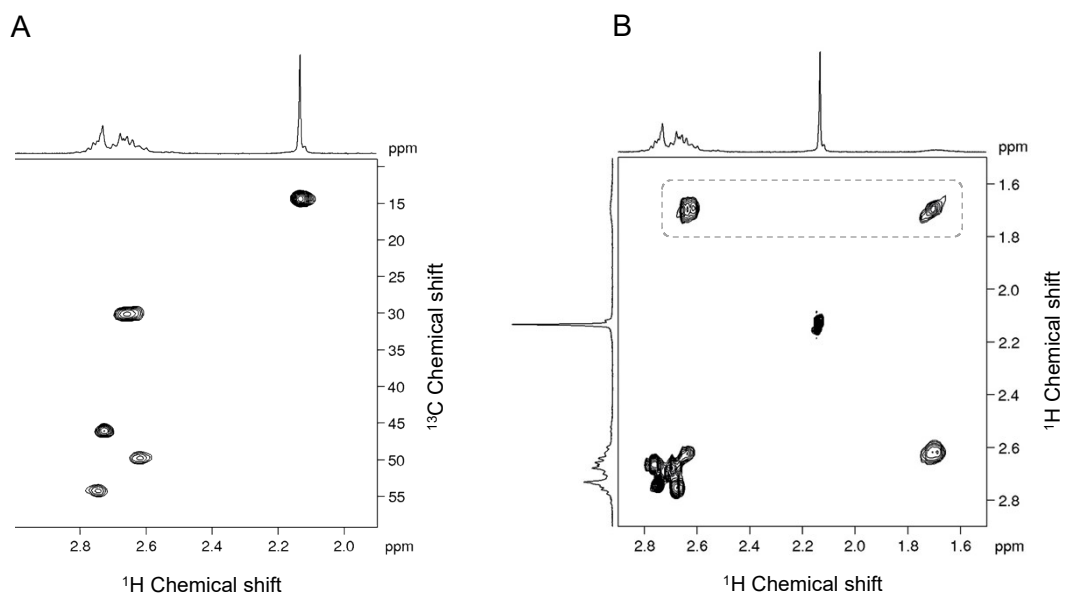 A
B
ppm
15
20
25
30
35
40
45
50
55
¹³C Chemical shift
2.8 2.6 2.4 2.2 2.0 ppm
¹H Chemical shift
ppm
1.6
1.8
2.0
2.2
2.4
2.6
2.8
¹H Chemical shift
2.8 2.6 2.4 2.2 2.0 1.8 1.6 ppm
¹H Chemical shift